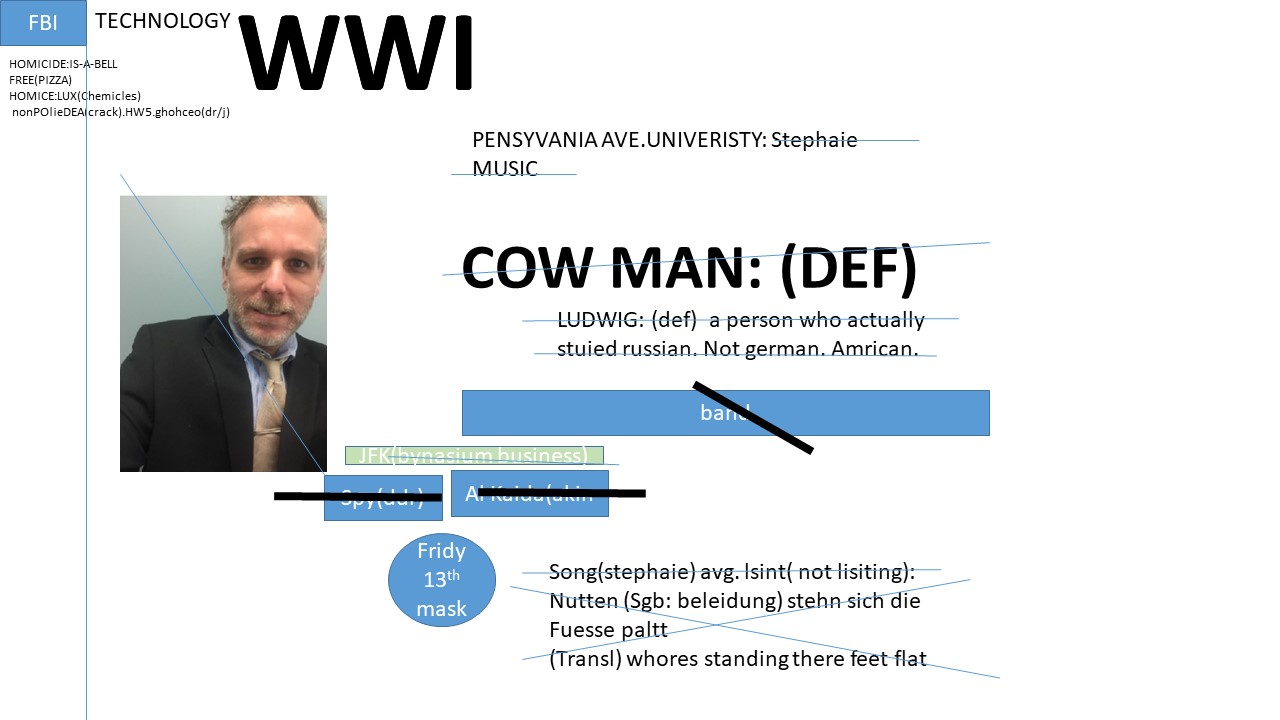 FBI
TECHNOLOGY
WWI
HOMICIDE:IS-A-BELL
FREE(PIZZA)
HOMICE:LUX(Chemicles)
nonPOlieDEA(crack).HW5.ghohceo(dr/j)
PENSYVANIA AVE.UNIVERISTY: Stephaie
MUSIC
COW MAN: (DEF)
LUDWIG: (def) a person who actually
stuied russian. Not german. Amrican.
band
JFK(bynasium business)
Spy(ddr)
Al Kaida(akin
Fridy
13th
mask
Song(stephaie) avg. lsint( not lisiting):
Nutten (Sgb: beleidung) stehn sich die
Fuesse paltt
(Transl) whores standing there feet flat